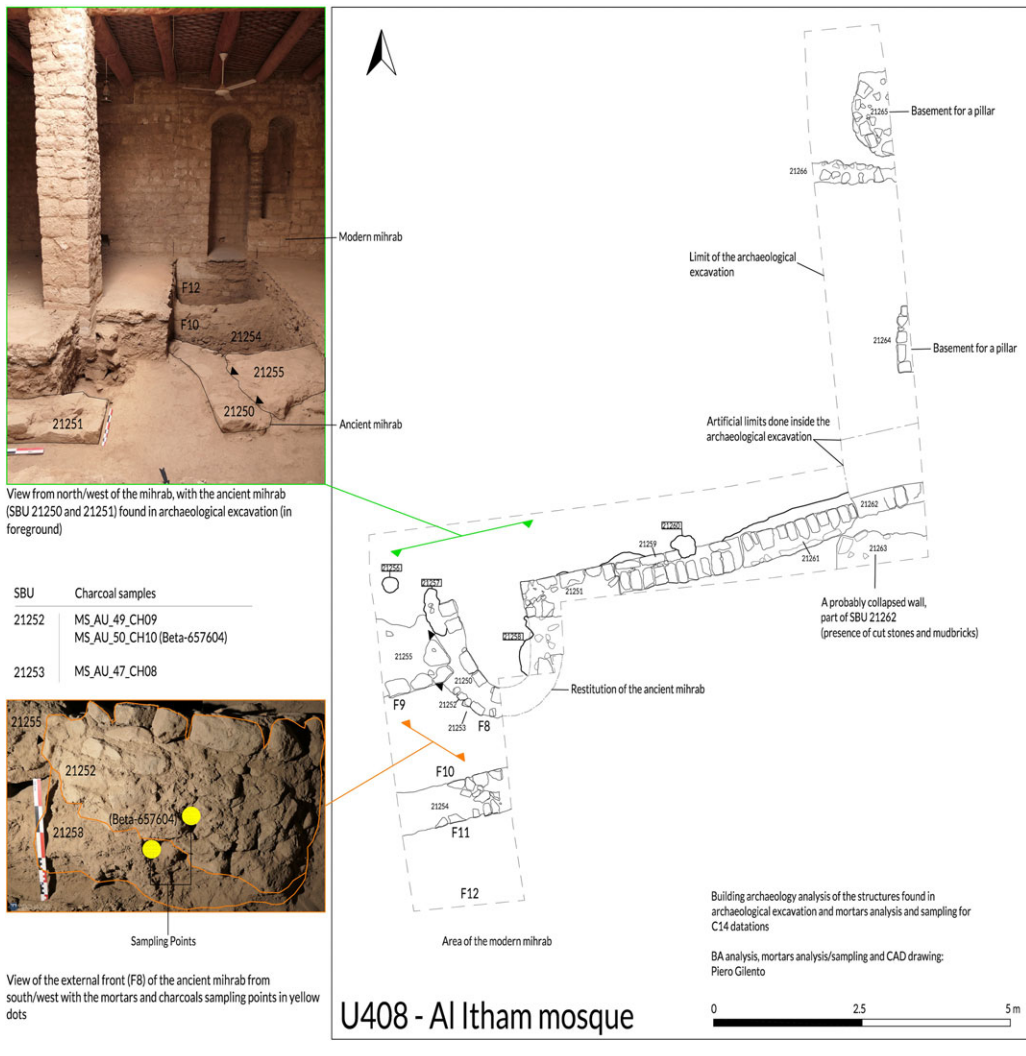 F12
F10
21254
21255
21250
21251
Modern mihrab
Ancient mihrab
View from north/west of the mihrab, with the ancient mihrab
(SBU 21250 and 21251) found in archaeological excavation (in
foreground)
SBU Charcoal samples
21252 MS_AU_49_CH09
MS_AU_50_CH10 (Beta-657604)
21253 MS_AU_47_CH08
21255
21252
(Beta-657604)
21253
Sampling Points
View of the external front (F8) of the ancient mihrab from
south/west with the mortars and charcoals sampling points in yellow
dots
21265
Basement for a pillar
21266
Limit of the archaeological
excavation
21264
Basement for a pillar
Artificial limits done inside the
archaeological excavation
21260
21262
21259
21261
21263
21256
21257
21251
A probably collapsed wall,
part of SBU 21262
(presence of cut stones and mudbricks)
21258
21255
21250
Restitution of the ancient mihrab
F9
21252
21253
F8
F10
21254
F11
F12
Area of the modern mihrab
Building archaeology analysis of the structures found in
archaeological excavation and mortars analysis and sampling for
C14 datations
BA analysis, mortars analysis/sampling and CAD drawing:
Piero Gilento
U408 - Al Itham mosque
0 2.5 5 m